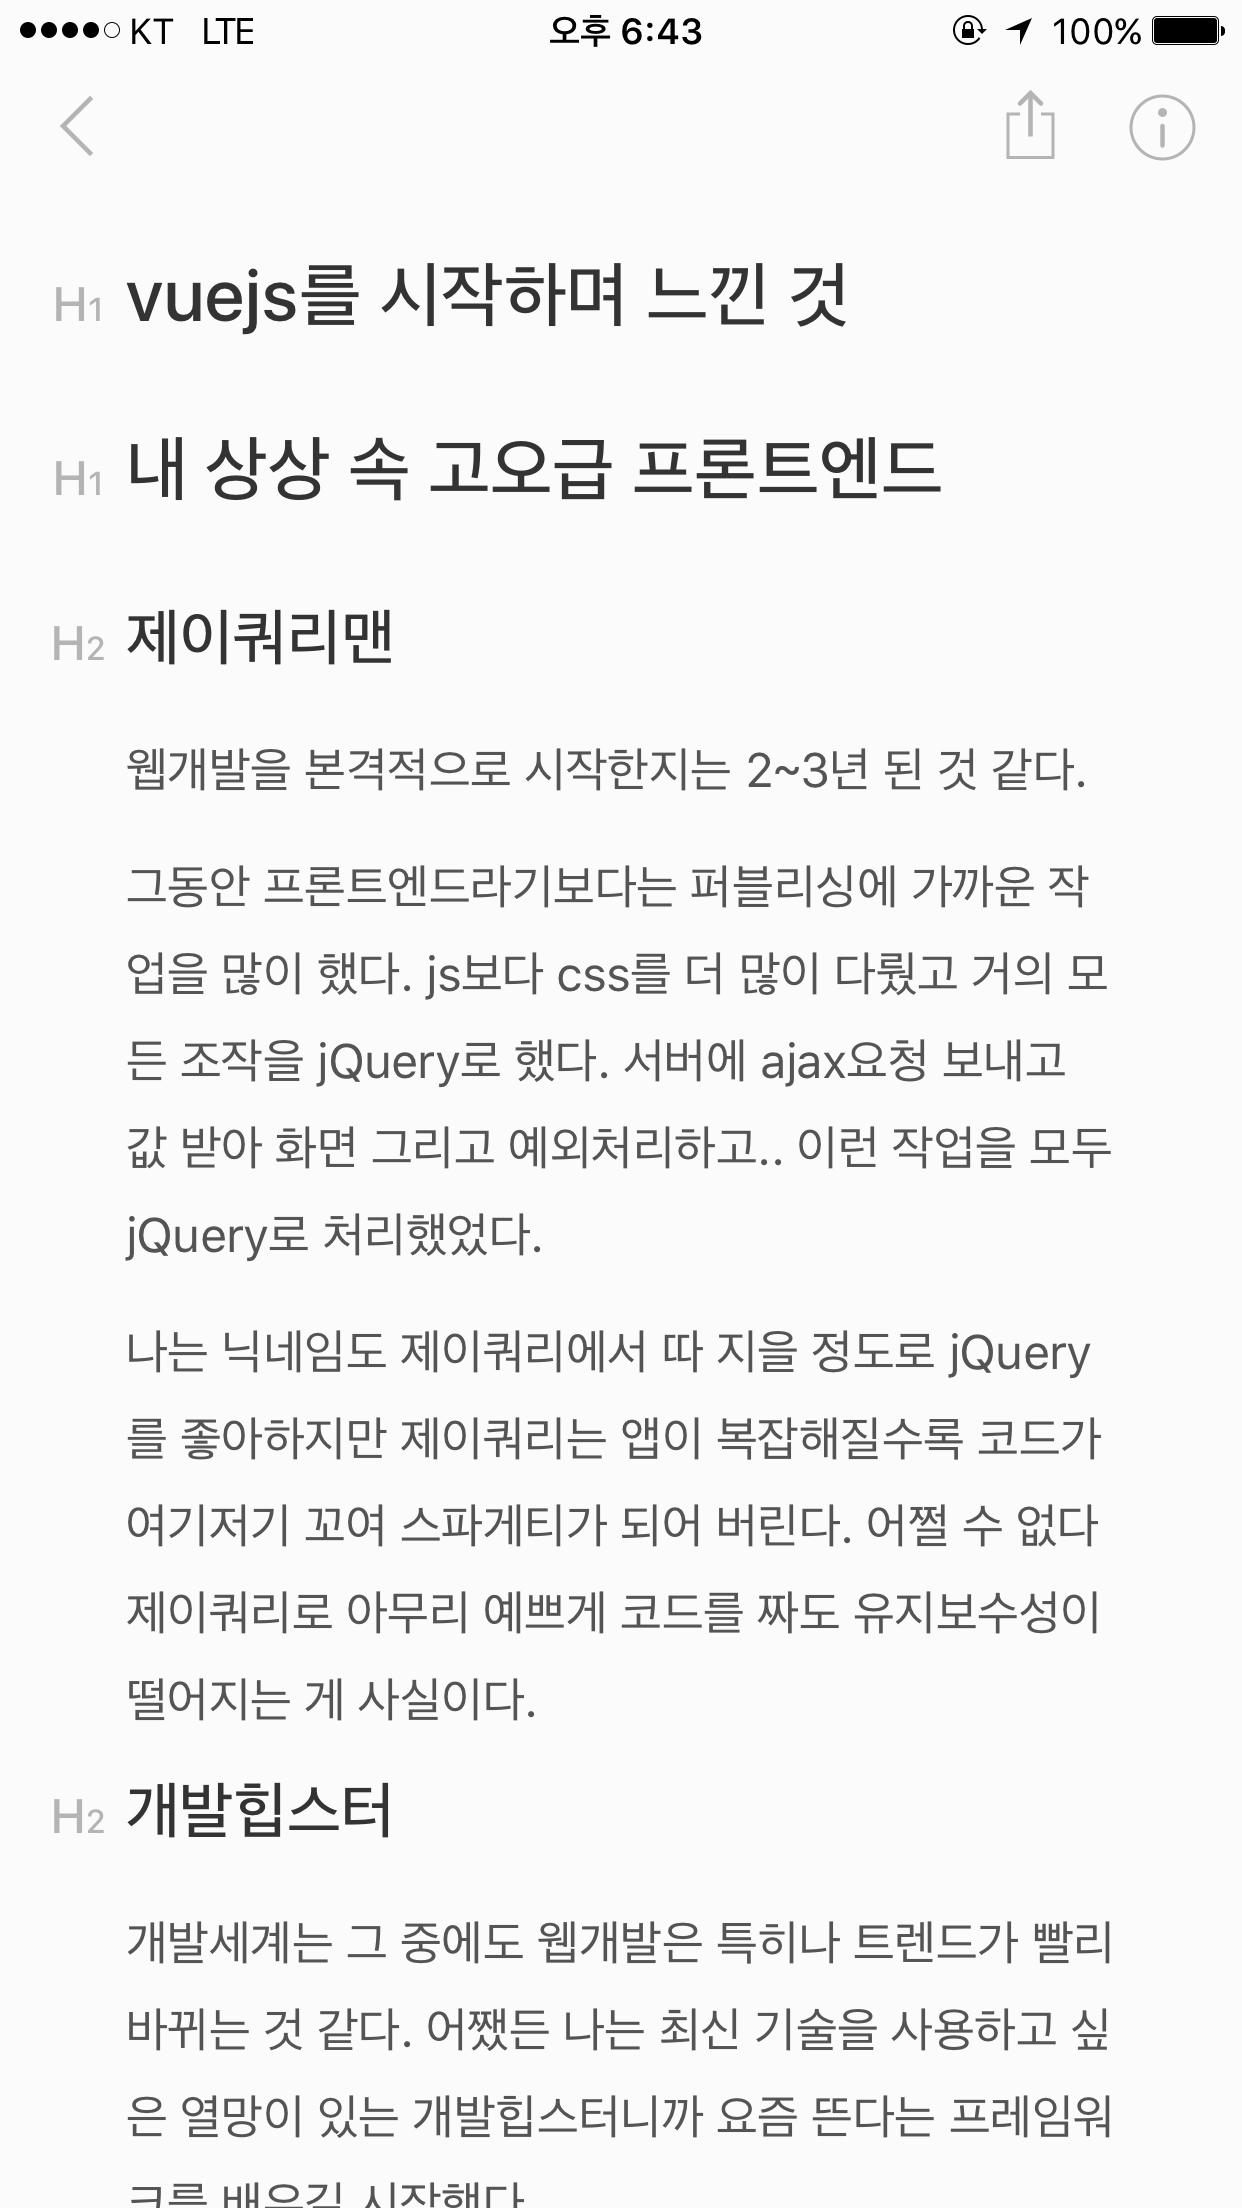 KT LTE 오후 6:43 100%
H1 vuejs를 시작하며 느낀 것
H1 내 상상 속 고오급 프론트엔드
H2 제이쿼리맨
웹개발을 본격적으로 시작한지는 2~3년 된 것 같다.
그동안 프론트엔드라기보다는 퍼블리싱에 가까운 작
업을 많이 했다. js보다 css를 더 많이 다뤘고 거의 모
든 조작을 jQuery로 했다. 서버에 ajax요청 보내고
값 받아 화면 그리고 예외처리하고.. 이런 작업을 모두
jQuery로 처리했었다.
나는 닉네임도 제이쿼리에서 따 지을 정도로 jQuery
를 좋아하지만 제이쿼리는 앱이 복잡해질수록 코드가
여기저기 꼬여 스파게티가 되어 버린다. 어쩔 수 없다
제이쿼리로 아무리 예쁘게 코드를 짜도 유지보수성이
떨어지는 게 사실이다.
H2 개발힙스터
개발세계는 그 중에도 웹개발은 특히나 트렌드가 빨리
바뀌는 것 같다. 어쨌든 나는 최신 기술을 사용하고 싶
은 열망이 있는 개발힙스터니까 요즘 뜬다는 프레임워
크를 배우길 시작했다